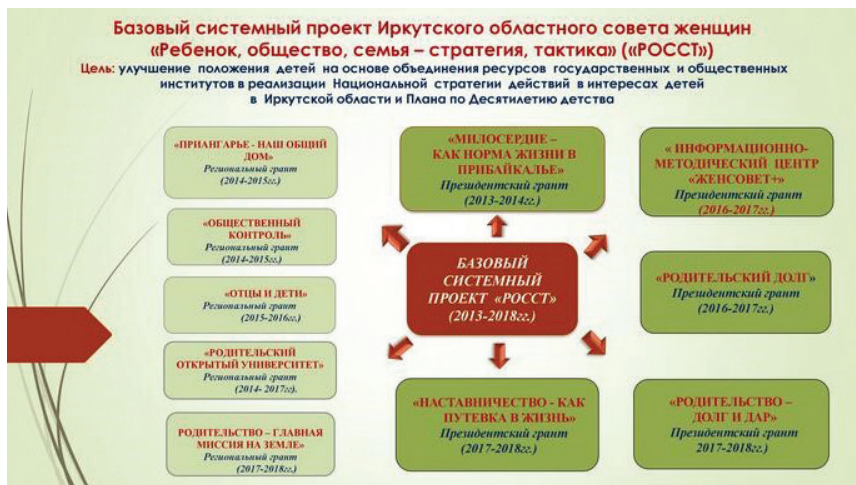 Базовый системный проект Иркутского областного совета женщин
«Ребенок, общество, семья – стратегия, тактика» («РОССТ»)
Цель: улучшение положения детей на основе объединения ресурсов государственных и общественных
институтов в реализации Национальной стратегии действий в интересах детей
в Иркутской области и Плана по Десятилетию детства
«ПРИАНГАРЬЕ - НАШ ОБЩИЙ
ДОМ»
Региональный грант
(2014-2015гг.)
«ОБЩЕСТВЕННЫЙ
КОНТРОЛЬ»
Региональный грант
(2014-2015гг.)
«ОТЦЫ И ДЕТИ»
Региональный грант
(2015-2016гг.)
«РОДИТЕЛЬСКИЙ
ОТКРЫТЫЙ УНИВЕРСИТЕТ»
Региональный грант
(2014- 2017гг).
РОДИТЕЛЬСТВО – ГЛАВНАЯ
МИССИЯ НА ЗЕМЛЕ»
Региональный грант
(2017-2018гг.)
«МИЛОСЕРДИЕ –
КАК НОРМА ЖИЗНИ В
ПРИБАЙКАЛЬЕ»
Президентский грант
(2013-2014гг.)
БАЗОВЫЙ
СИСТЕМНЫЙ
ПРОЕКТ «РОССТ»
(2013-2018гг.)
«НАСТАВНИЧЕСТВО - КАК
ПУТЕВКА В ЖИЗНЬ»
Президентский грант
(2017-2018гг.)
« ИНФОРМАЦИОННО-
МЕТОДИЧЕСКИЙ ЦЕНТР
«ЖЕНСОВЕТ+»
Президентский грант
(2016-2017гг.)
«РОДИТЕЛЬСКИЙ ДОЛГ»
Президентский грант
(2016-2017гг.)
«РОДИТЕЛЬСТВО –
ДОЛГ И ДАР»
Президентский грант
2017-2018гг.)